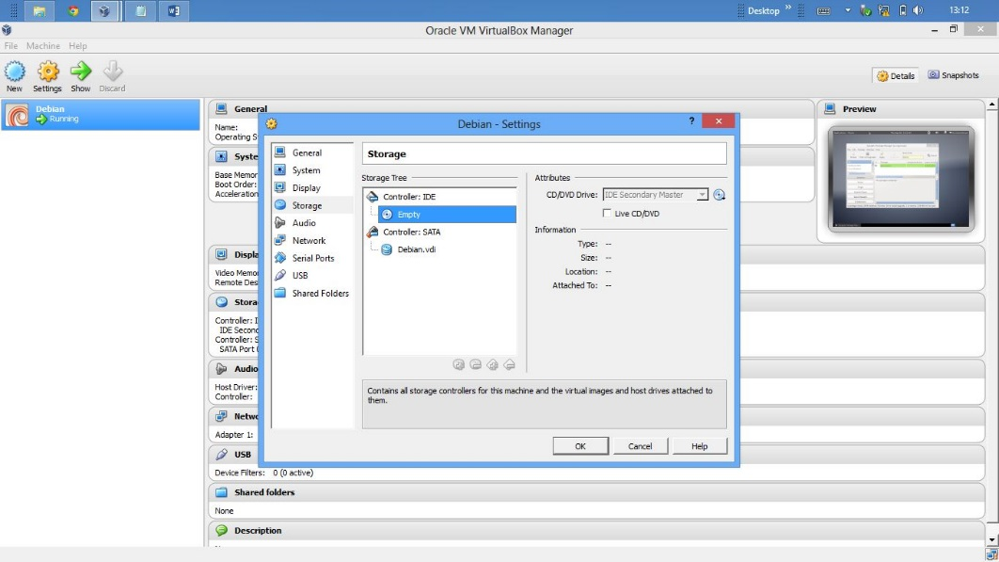 Desktop »
13:12
Oracle VM VirtualBox Manager
File Machine Help
New Settings Show Discard
Details Snapshots
Debian
Running
General
Name:
Operating S
Syste
Base Memor
Boot Order:
Acceleration
Displa
Video Memo
Remote Des
Stora
Controller: I
IDE Second
Controller: S
SATA Port
Audio
Host Driver:
Controller:
Netwo
Adapter 1:
USB
Device Filters: 0 (0 active)
Shared folders
None
Description
Preview
Debian - Settings
?
General
System
Display
Storage
Audio
Network
Serial Ports
USB
Shared Folders
Storage
Storage Tree
Controller: IDE
Empty
Controller: SATA
Debian.vdi
Attributes
CD/DVD Drive: IDE Secondary Master
Live CD/DVD
Information
Type: --
Size: --
Location: --
Attached To: --
Contains all storage controllers for this machine and the virtual images and host drives attached to
them.
OK Cancel Help